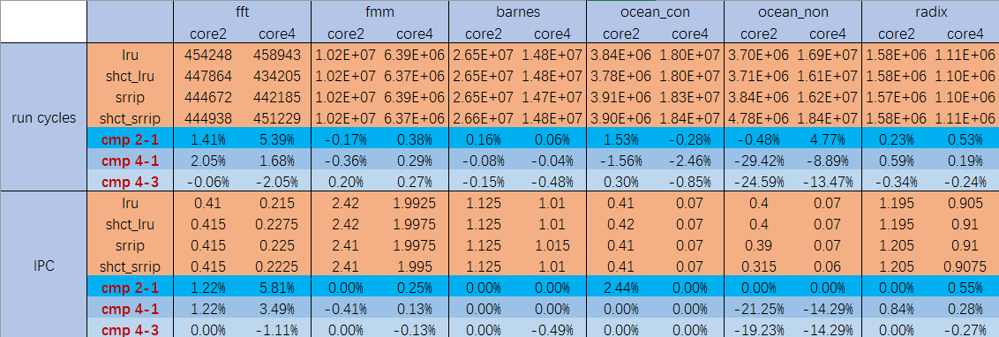 fft fmm barnes ocean_con ocean_non radix
core2 core4 core2 core4 core2 core4 core2 core4 core2 core4 core2 core4
run cycles
lru 454248 458943 1.02E+07 6.39E+06 2.65E+07 1.48E+07 3.84E+06 1.80E+07 3.70E+06 1.69E+07 1.58E+06 1.11E+06
shct_lru 447864 434205 1.02E+07 6.37E+06 2.65E+07 1.48E+07 3.78E+06 1.80E+07 3.71E+06 1.61E+07 1.58E+06 1.10E+06
srrip 444672 442185 1.02E+07 6.39E+06 2.65E+07 1.47E+07 3.91E+06 1.83E+07 3.84E+06 1.62E+07 1.57E+06 1.10E+06
shct_srrip 444938 451229 1.02E+07 6.37E+06 2.66E+07 1.48E+07 3.90E+06 1.84E+07 4.78E+06 1.84E+07 1.58E+06 1.11E+06
cmp 2-1 1.41% 5.39% -0.17% 0.38% 0.16% 0.06% 1.53% -0.28% -0.48% 4.77% 0.23% 0.53%
cmp 4-1 2.05% 1.68% -0.36% 0.29% -0.08% -0.04% -1.56% -2.46% -29.42% -8.89% 0.59% 0.19%
cmp 4-3 -0.06% -2.05% 0.20% 0.27% -0.15% -0.48% 0.30% -0.85% -24.59% -13.47% -0.34% -0.24%
IPC
lru 0.41 0.215 2.42 1.9925 1.125 1.01 0.41 0.07 0.4 0.07 1.195 0.905
shct_lru 0.415 0.2275 2.42 1.9975 1.125 1.01 0.42 0.07 0.4 0.07 1.195 0.91
srrip 0.415 0.225 2.41 1.9975 1.125 1.015 0.41 0.07 0.39 0.07 1.205 0.91
shct_srrip 0.415 0.2225 2.41 1.995 1.125 1.01 0.41 0.07 0.315 0.06 1.205 0.9075
cmp 2-1 1.22% 5.81% 0.00% 0.25% 0.00% 0.00% 2.44% 0.00% 0.00% 0.00% 0.00% 0.55%
cmp 4-1 1.22% 3.49% -0.41% 0.13% 0.00% 0.00% 0.00% 0.00% -21.25% -14.29% 0.84% 0.28%
cmp 4-3 0.00% -1.11% 0.00% -0.13% 0.00% -0.49% 0.00% 0.00% -19.23% -14.29% 0.00% -0.27%